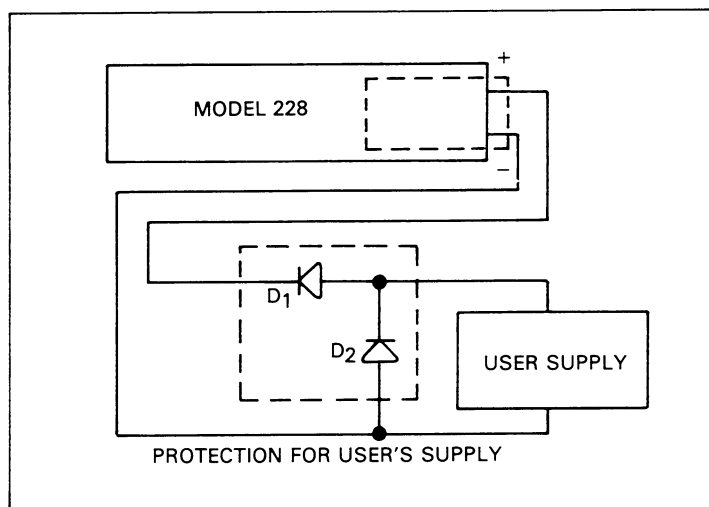 +
MODEL 228
−
D1
D2
USER SUPPLY
PROTECTION FOR USER'S SUPPLY